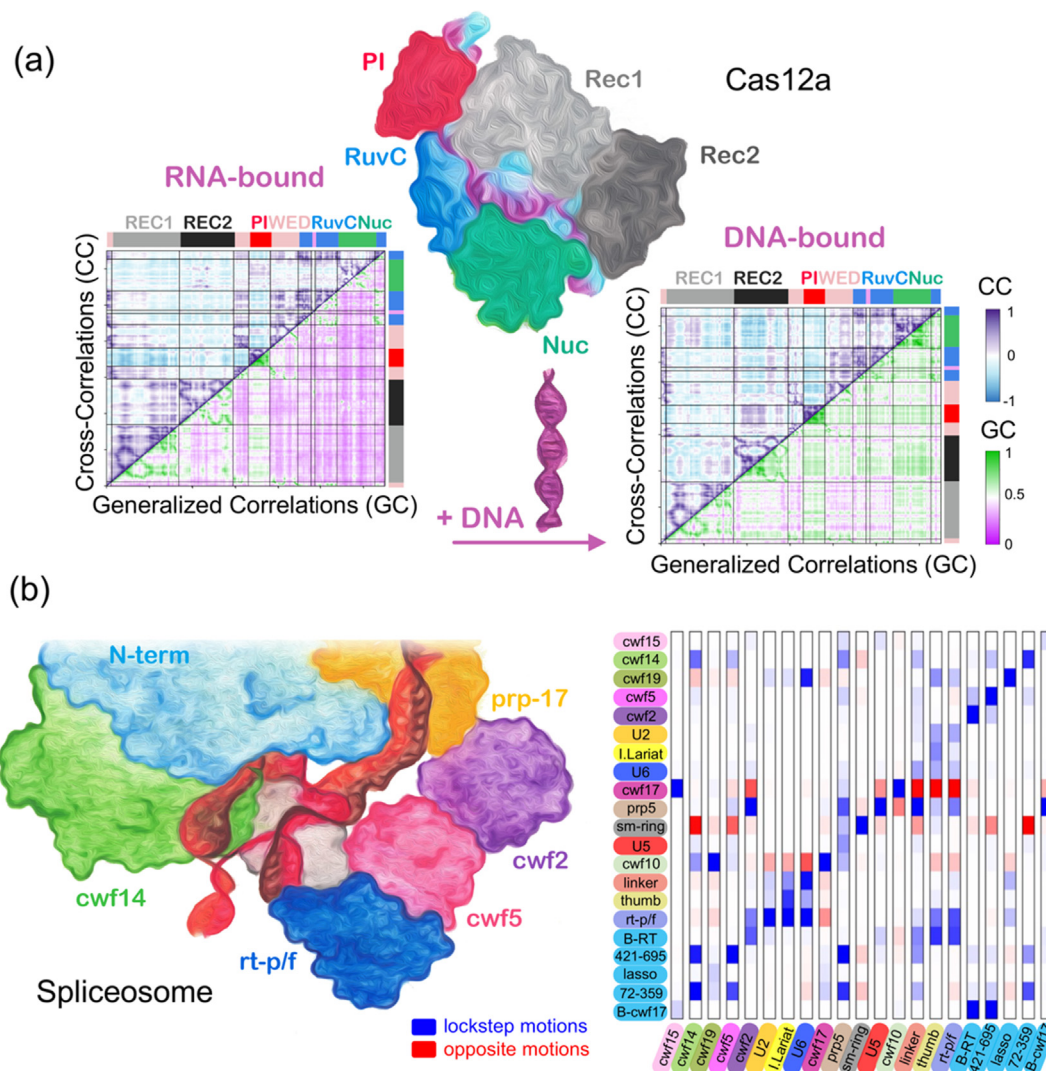 (a)
PI
Rec1
Cas12a
RuvC
Rec2
RNA-bound
REC1 REC2 PI WED RuvC Nuc
Cross-Correlations (CC)
Generalized Correlations (GC)
Nuc
+ DNA
DNA-bound
REC1 REC2 PI WED RuvC Nuc
Cross-Correlations (CC)
Generalized Correlations (GC)
CC
1
0
-1
GC
1
0.5
0
(b)
N-term
prp-17
cwf14
cwf2
cwf5
rt-p/f
Spliceosome
lockstep motions
opposite motions
cwf15
cwf14
cwf19
cwf5
cwf2
U2
I.Lariat
U6
cwf17
prp5
sm-ring
U5
cwf10
linker
thumb
rt-p/f
B-RT
421-695
lasso
72-359
B-cwf17
cwf15
cwf14
cwf19
cwf5
cwf2
U2
I.Lariat
U6
cwf17
prp5
sm-ring
U5
cwf10
linker
thumb
rt-p/f
B-RT
421-695
lasso
72-359
B-cwf17